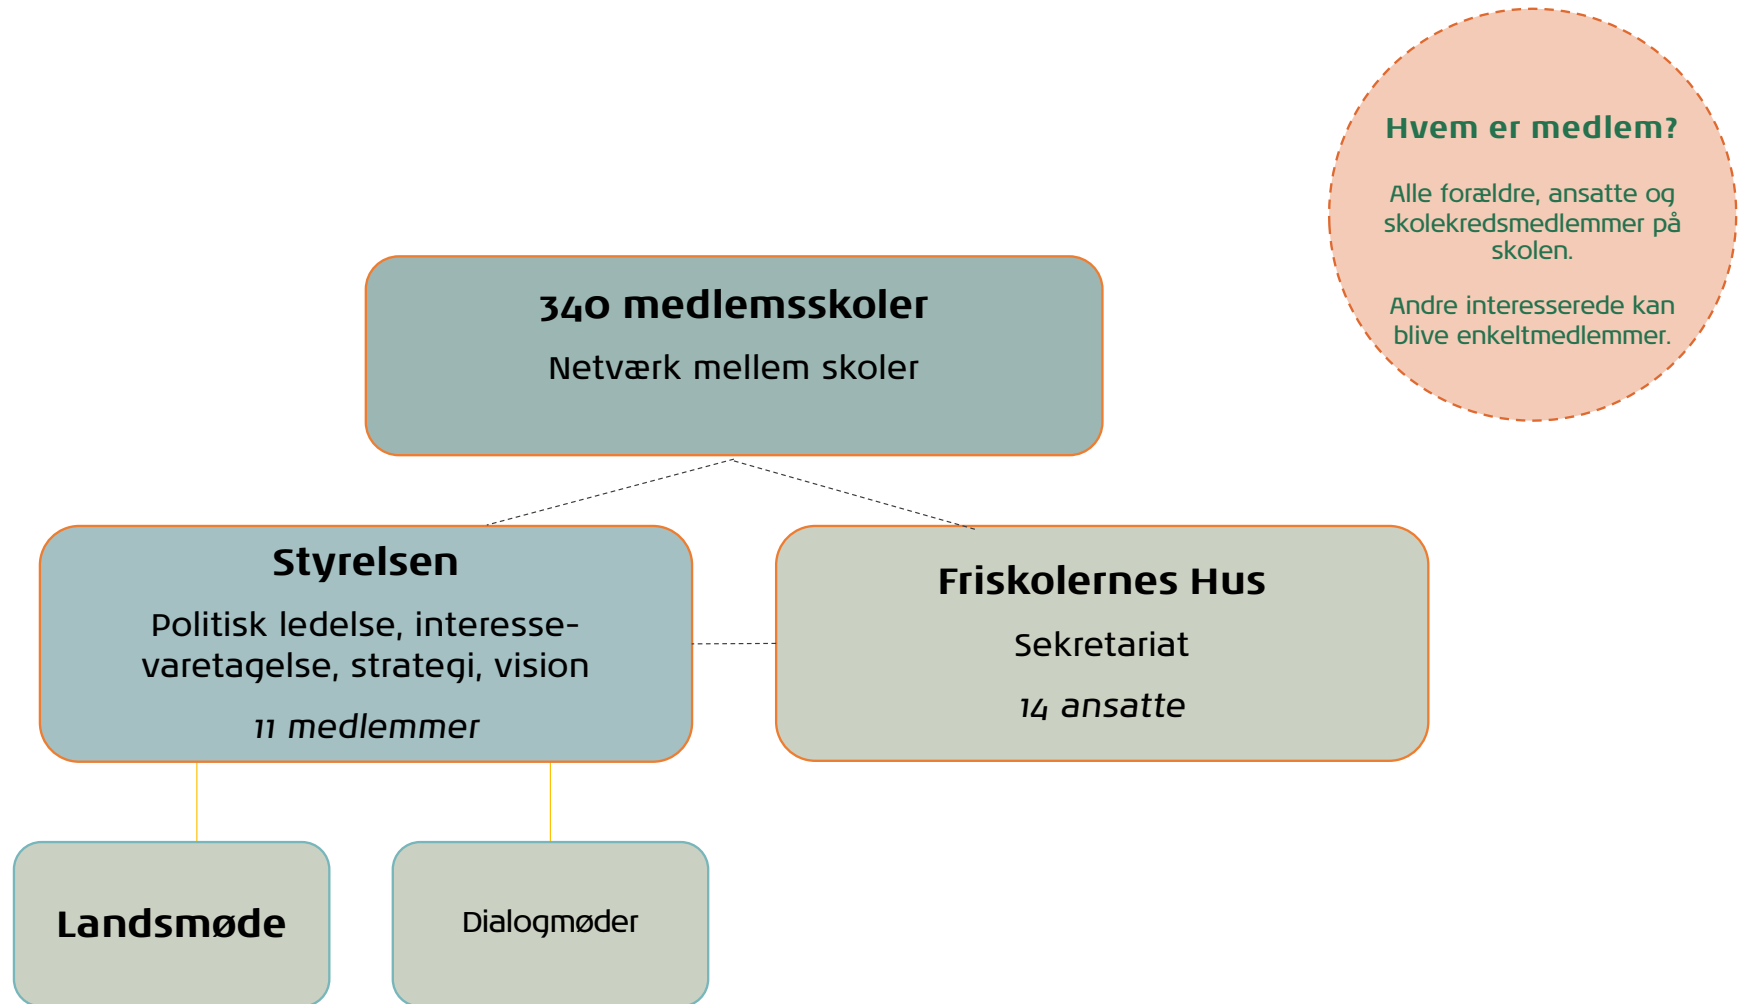 Hvem er medlem?
Alle forældre, ansatte og
skolekredsmedlemmer på
skolen.
Andre interesserede kan
blive enkeltmedlemmer.
340 medlemsskoler
Netværk mellem skoler
Styrelsen
Politisk ledelse, interesse-
varetagelse, strategi, vision
11 medlemmer
Friskolernes Hus
Sekretariat
14 ansatte
Landsmøde
Dialogmøder